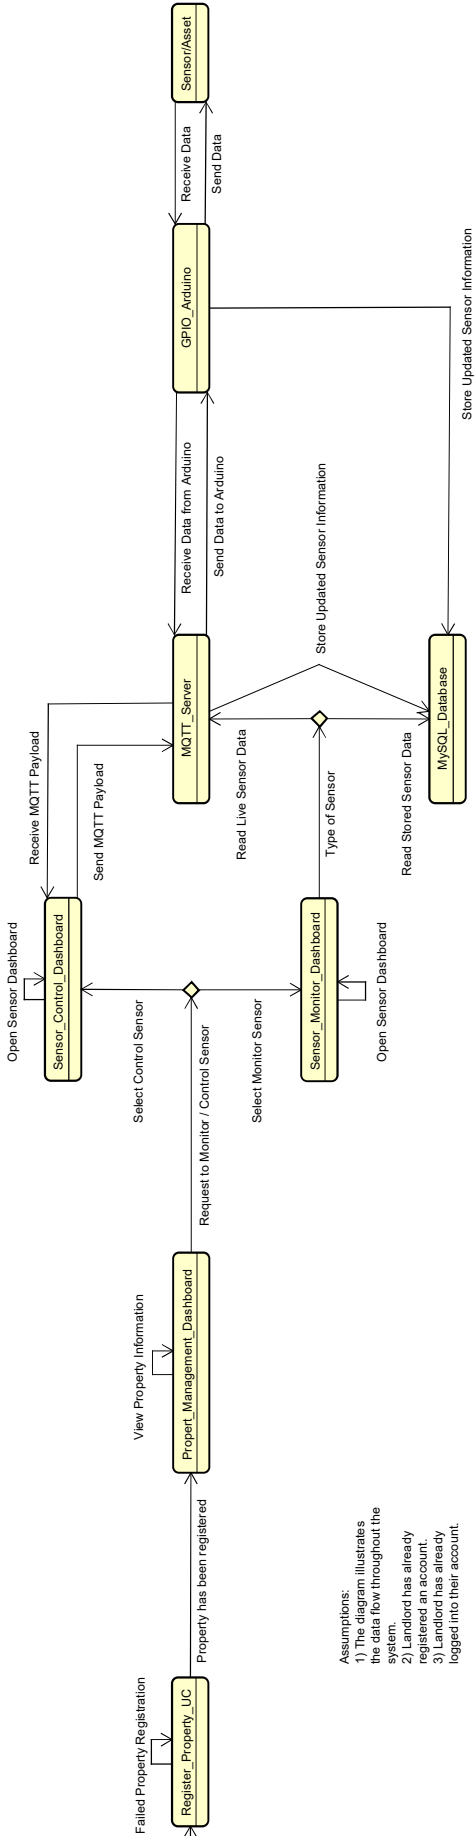 Failed Property Registration
Register_Property_UC
Property has been registered
View Property Information
Propert_Management_Dashboard
Request to Monitor / Control Sensor
Select Control Sensor
Select Monitor Sensor
Open Sensor Dashboard
Sensor_Control_Dashboard
Sensor_Monitor_Dashboard
Open Sensor Dashboard
Receive MQTT Payload
Send MQTT Payload
Type of Sensor
Read Live Sensor Data
Read Stored Sensor Data
MQTT_Server
MySQL_Database
Store Updated Sensor Information
Receive Data from Arduino
Send Data to Arduino
GPIO_Arduino
Store Updated Sensor Information
Receive Data
Send Data
Sensor/Asset
Assumptions:
1) The diagram illustrates
the data flow throughout the
system.
2) Landlord has already
registered an account.
3) Landlord has already
logged into their account.